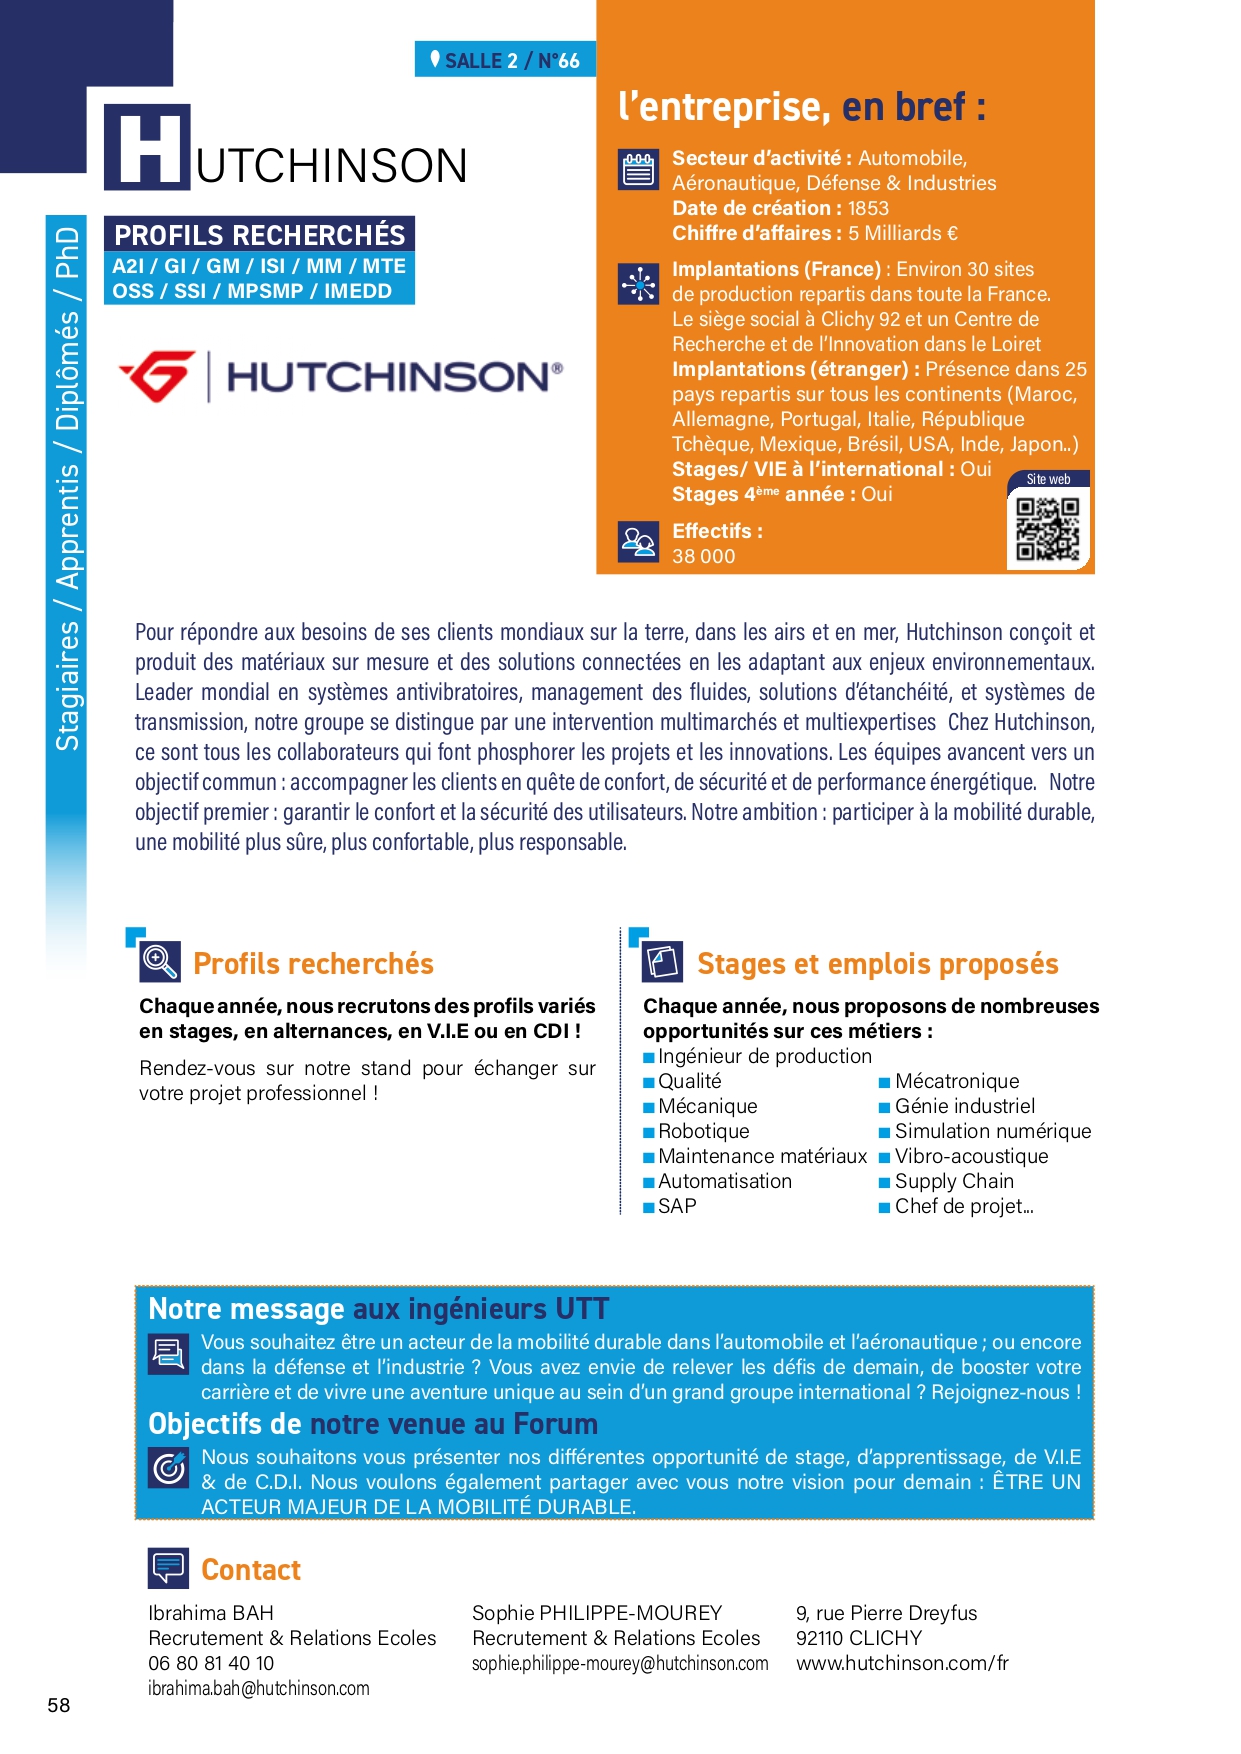 SALLE 2 / N°66
HUTCHINSON
PROFILS RECHERCHÉS
A2I / GI / GM / ISI / MM / MTE
OSS / SSI / MPSMP / IMEDD
HUTCHINSON®
Stagiaires / Apprentis / Diplômés / PhD
l'entreprise, en bref :
Secteur d'activité : Automobile,
Aéronautique, Défense & Industries
Date de création : 1853
Chiffre d'affaires : 5 Milliards €
Implantations (France) : Environ 30 sites
de production repartis dans toute la France.
Le siège social à Clichy 92 et un Centre de
Recherche et de l'Innovation dans le Loiret
Implantations (étranger) : Présence dans 25
pays repartis sur tous les continents (Maroc,
Allemagne, Portugal, Italie, République
Tchèque, Mexique, Brésil, USA, Inde, Japon..)
Stages/ VIE à l'international : Oui
Stages 4ème année : Oui
Site web
Effectifs :
38 000
Pour répondre aux besoins de ses clients mondiaux sur la terre, dans les airs et en mer, Hutchinson conçoit et
produit des matériaux sur mesure et des solutions connectées en les adaptant aux enjeux environnementaux.
Leader mondial en systèmes antivibratoires, management des fluides, solutions d'étanchéité, et systèmes de
transmission, notre groupe se distingue par une intervention multimarchés et multiexpertises  Chez Hutchinson,
ce sont tous les collaborateurs qui font phosphorer les projets et les innovations. Les équipes avancent vers un
objectif commun : accompagner les clients en quête de confort, de sécurité et de performance énergétique.  Notre
objectif premier : garantir le confort et la sécurité des utilisateurs. Notre ambition : participer à la mobilité durable,
une mobilité plus sûre, plus confortable, plus responsable.
Profils recherchés
Chaque année, nous recrutons des profils variés
en stages, en alternances, en V.I.E ou en CDI !
Rendez-vous sur notre stand pour échanger sur
votre projet professionnel !
Stages et emplois proposés
Chaque année, nous proposons de nombreuses
opportunités sur ces métiers :
Ingénieur de production
Qualité
Mécanique
Robotique
Maintenance matériaux
Automatisation
SAP
Mécatronique
Génie industriel
Simulation numérique
Vibro-acoustique
Supply Chain
Chef de projet...
Notre message aux ingénieurs UTT
Vous souhaitez être un acteur de la mobilité durable dans l'automobile et l'aéronautique ; ou encore
dans la défense et l'industrie ? Vous avez envie de relever les défis de demain, de booster votre
carrière et de vivre une aventure unique au sein d'un grand groupe international ? Rejoignez-nous !
Objectifs de notre venue au Forum
Nous souhaitons vous présenter nos différentes opportunité de stage, d'apprentissage, de V.I.E
& de C.D.I. Nous voulons également partager avec vous notre vision pour demain : ÊTRE UN
ACTEUR MAJEUR DE LA MOBILITÉ DURABLE.
Contact
Ibrahima BAH
Recrutement & Relations Ecoles
06 80 81 40 10
ibrahima.bah@hutchinson.com
Sophie PHILIPPE-MOUREY
Recrutement & Relations Ecoles
sophie.philippe-mourey@hutchinson.com
9, rue Pierre Dreyfus
92110 CLICHY
www.hutchinson.com/fr
58